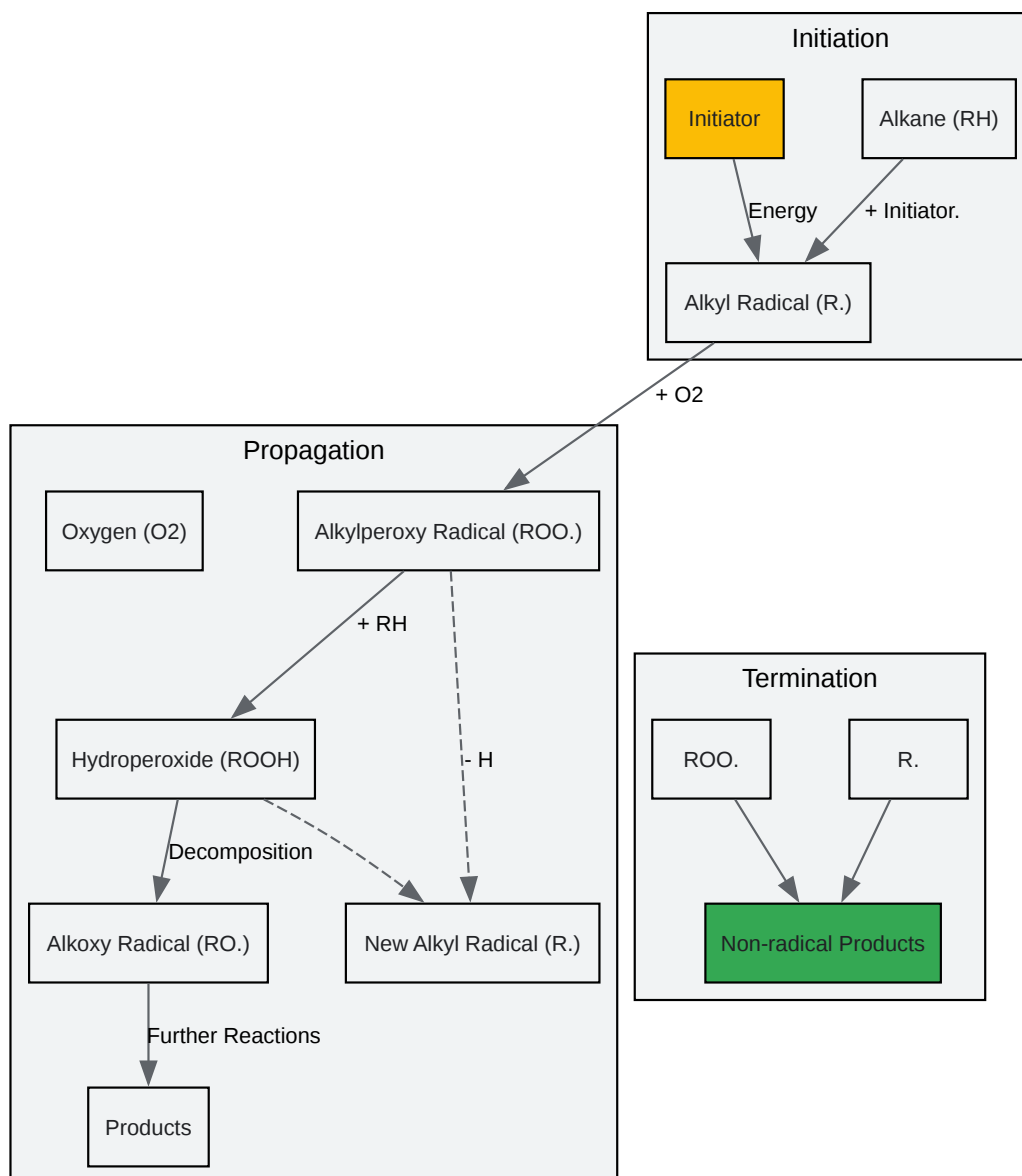 Initiation
Initiator
Alkane (RH)
Energy
+ Initiator.
Alkyl Radical (R.)
+ O2
Propagation
Oxygen (O2)
Alkylperoxy Radical (ROO.)
+ RH
Hydroperoxide (ROOH)
- H
Decomposition
Alkoxy Radical (RO.)
New Alkyl Radical (R.)
Further Reactions
Products
Termination
ROO.
R.
Non-radical Products